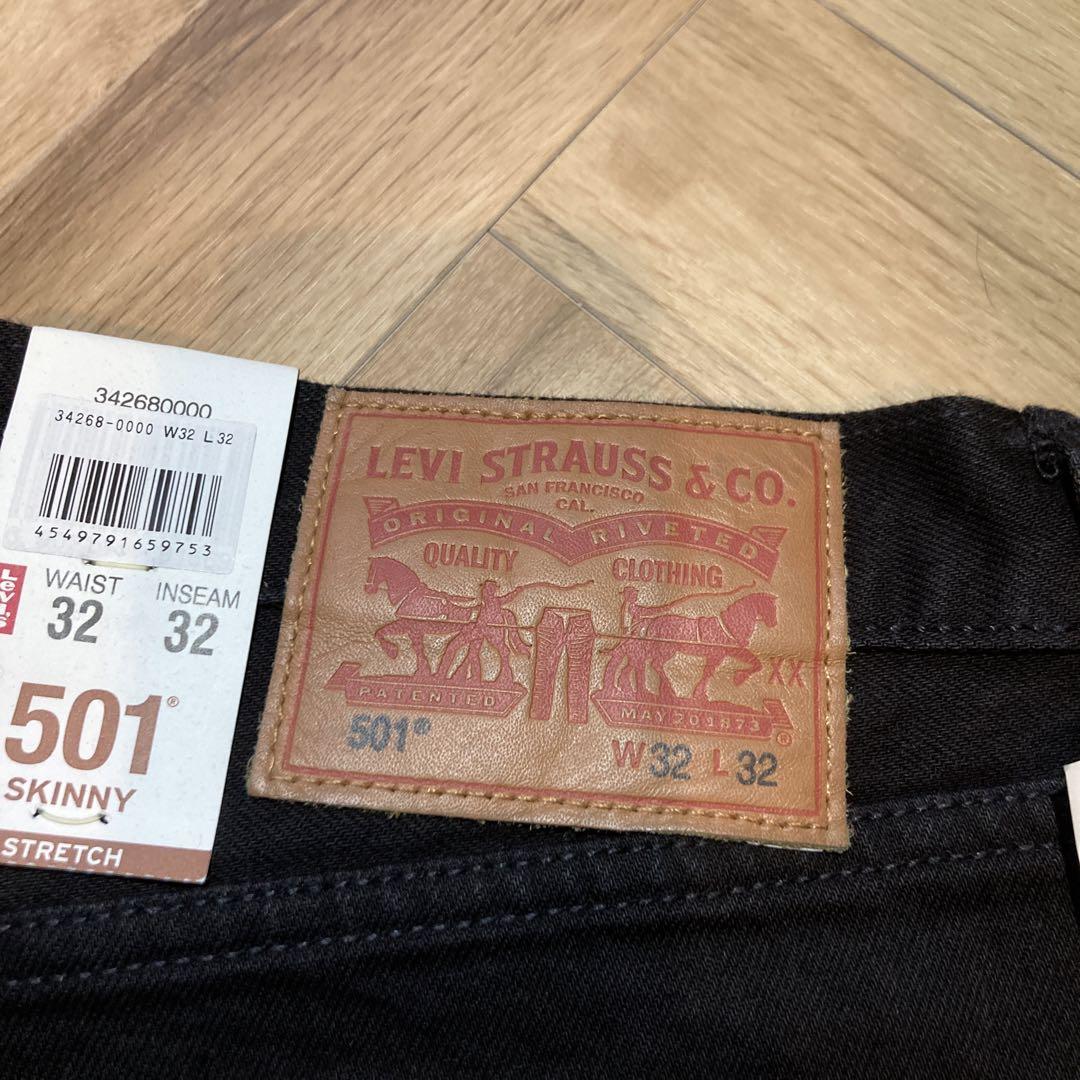 342680000
34268-0000 W32 L32
4549791659753
Levi's
WAIST INSEAM
32 32
501®
SKINNY
STRETCH
LEVI STRAUSS & CO.
SAN FRANCISCO
CAL.
ORIGINAL RIVETED
QUALITY CLOTHING
XX
PATENTED MAY 20 1873 ®
501® W32 L32